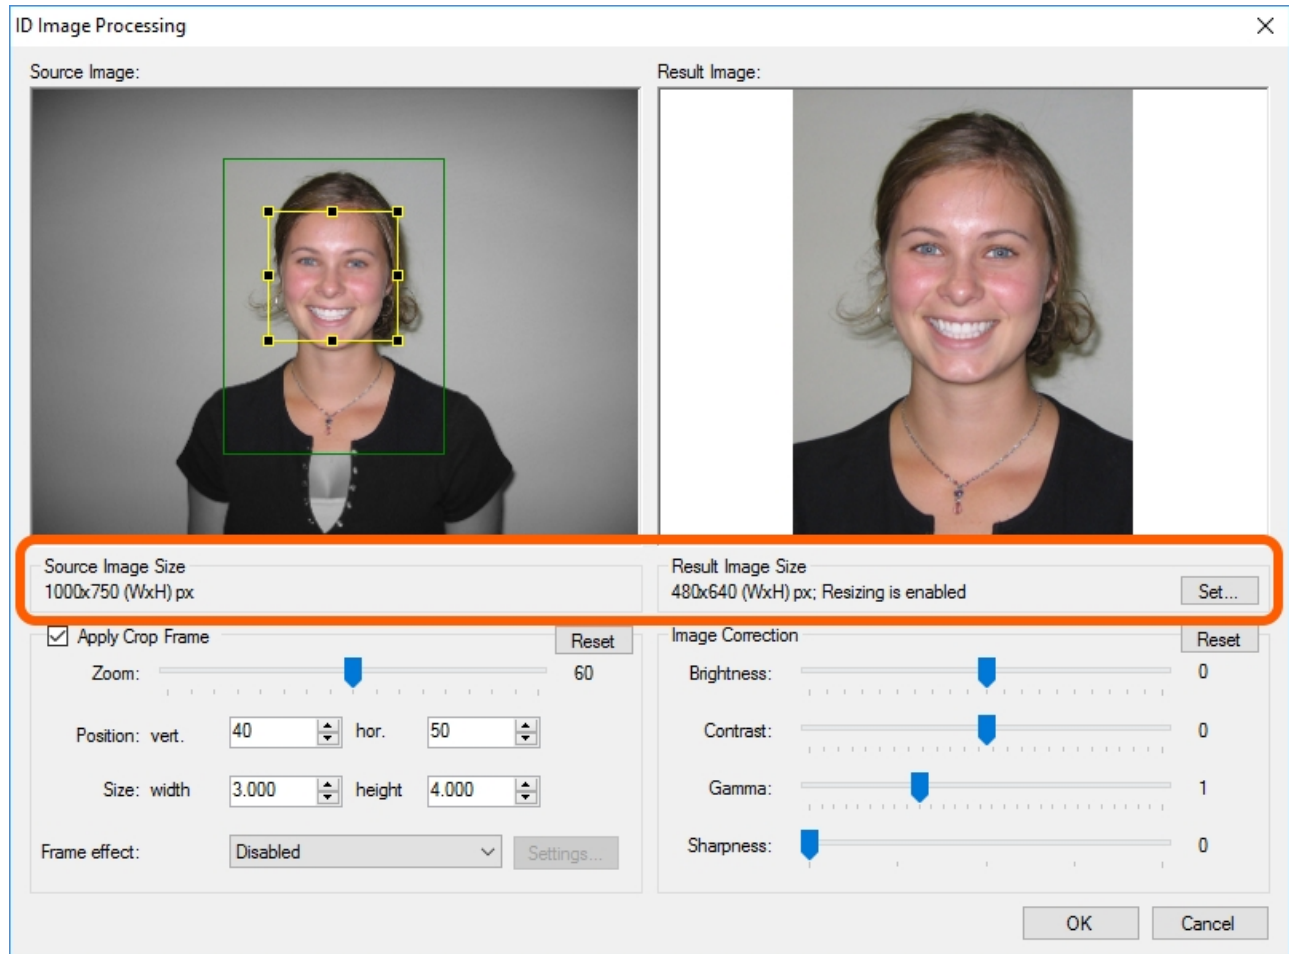 ID Image Processing
Source Image:
Result Image:
Source Image Size
1000x750 (WxH) px
Result Image Size
480x640 (WxH) px; Resizing is enabled
Set...
Apply Crop Frame
Reset
Zoom:
60
Position: vert.
40
hor.
50
Size: width
3.000
height
4.000
Frame effect:
Disabled
Settings...
Image Correction
Reset
Brightness:
0
Contrast:
0
Gamma:
1
Sharpness:
0
OK
Cancel